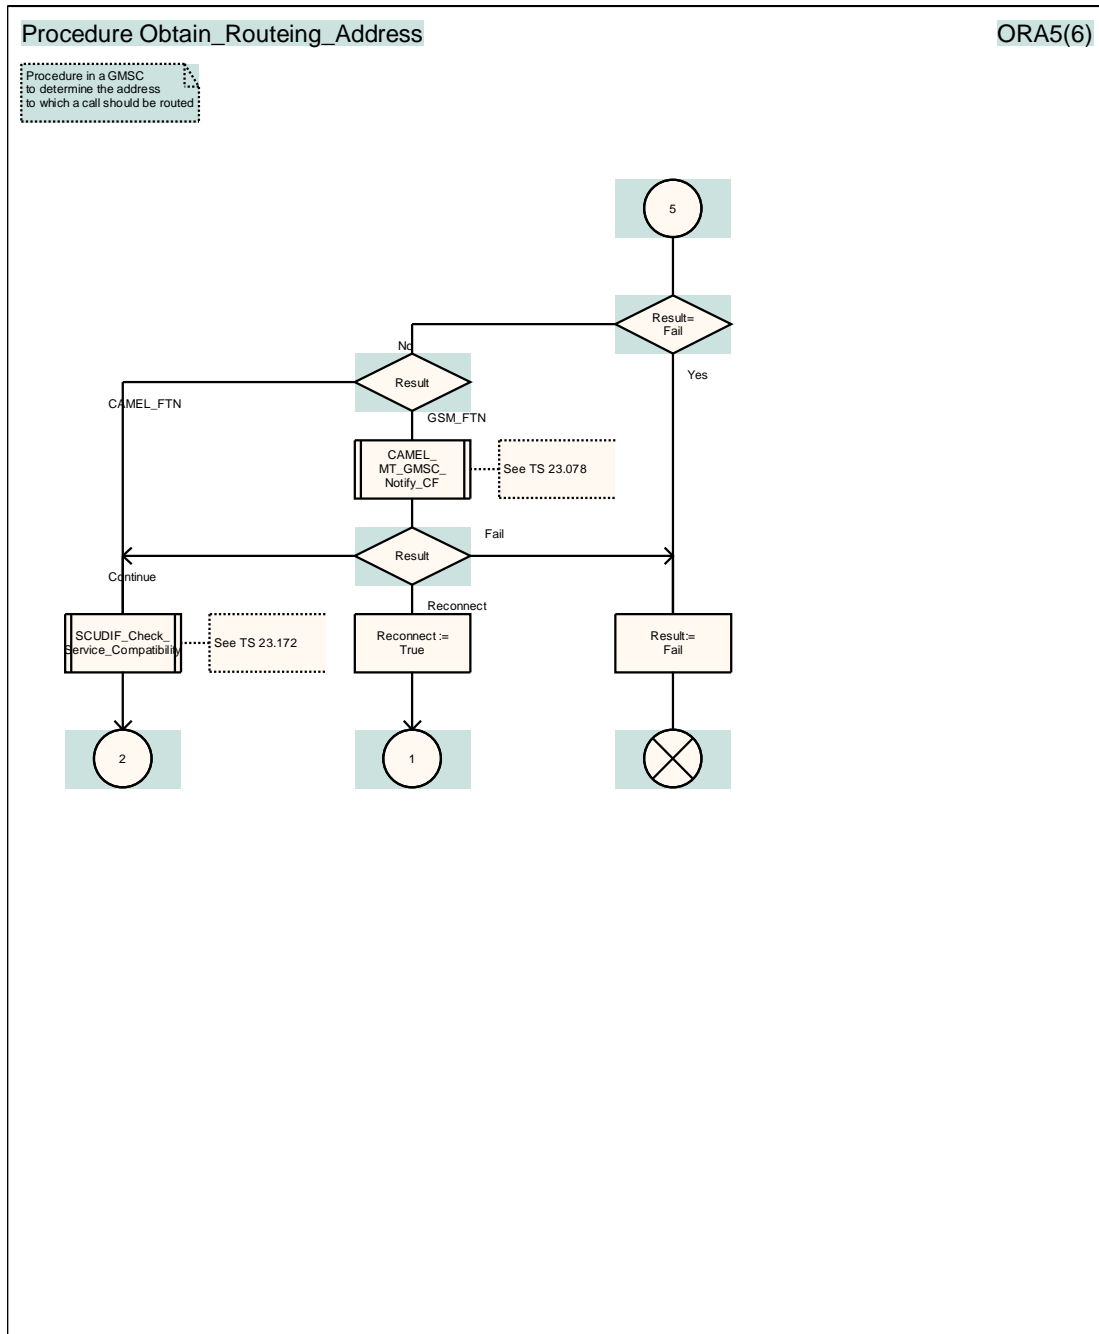 Procedure Obtain_Routeing_Address
ORA5(6)
Procedure in a GMSC
to determine the address
to which a call should be routed
5
Result=
Fail
No
Yes
Result
CAMEL_FTN
GSM_FTN
CAMEL_
MT_GMSC_
Notify_CF
See TS 23.078
Fail
Result
Continue
Reconnect
SCUDIF_Check_
Service_Compatibility
See TS 23.172
Reconnect :=
True
Result:=
Fail
2
1